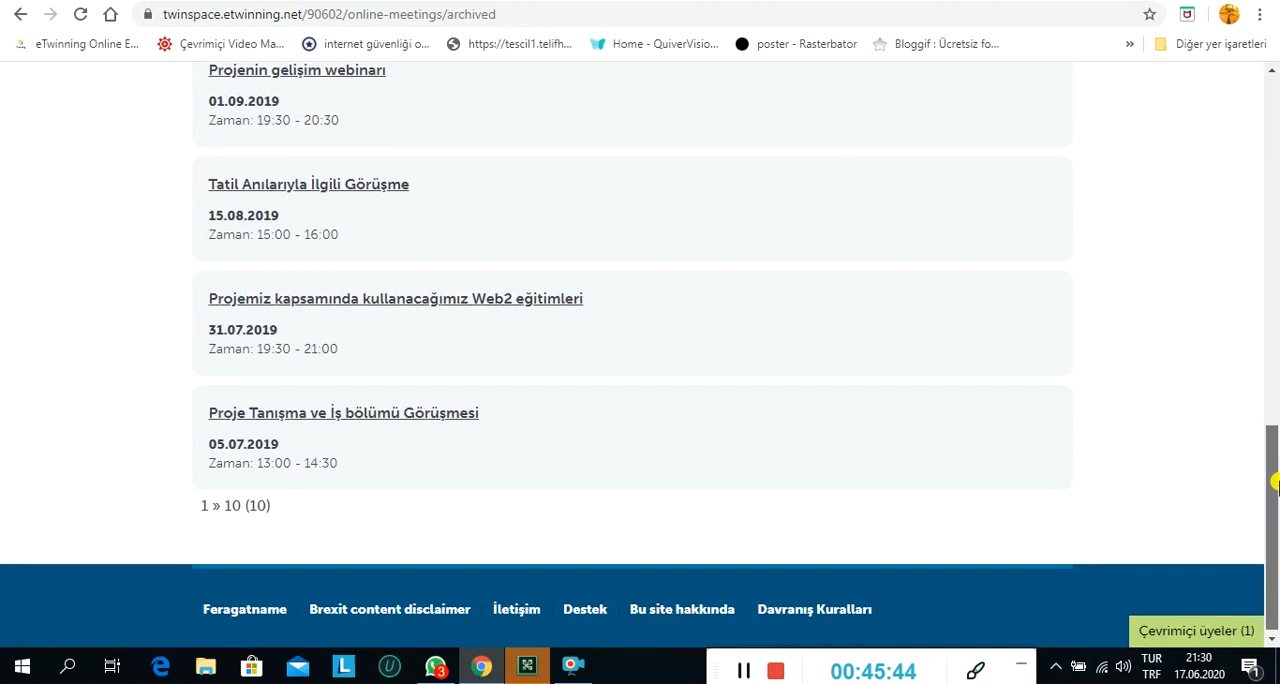 twinspace.etwinning.net/90602/online-meetings/archived
eTwinning Online E... Çevrimiçi Video Ma... internet güvenliği o... https://tescil1.telifh... Home - QuiverVisio... poster - Rasterbator Bloggif : Ücretsiz fo... » Diğer yer işaretleri
Projenin gelişim webinarı
01.09.2019
Zaman: 19:30 - 20:30
Tatil Anılarıyla İlgili Görüşme
15.08.2019
Zaman: 15:00 - 16:00
Projemiz kapsamında kullanacağımız Web2 eğitimleri
31.07.2019
Zaman: 19:30 - 21:00
Proje Tanışma ve İş bölümü Görüşmesi
05.07.2019
Zaman: 13:00 - 14:30
1 » 10 (10)
Feragatname Brexit content disclaimer İletişim Destek Bu site hakkında Davranış Kuralları
Çevrimiçi üyeler (1)
L U 3 00:45:44 TUR 21:30
TRF 17.06.2020 1